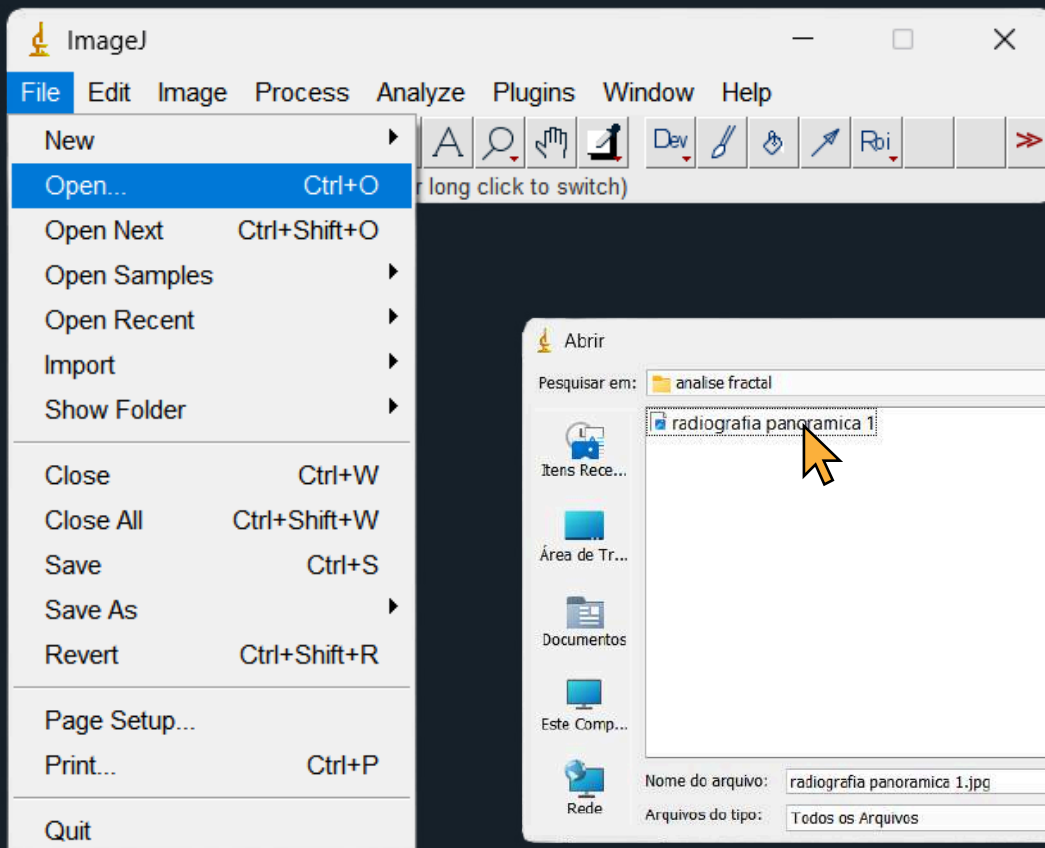 ImageJ
File Edit Image Process Analyze Plugins Window Help
A Dev Roi
r long click to switch)
New
Open... Ctrl+O
Open Next Ctrl+Shift+O
Open Samples
Open Recent
Import
Show Folder
Close Ctrl+W
Close All Ctrl+Shift+W
Save Ctrl+S
Save As
Revert Ctrl+Shift+R
Page Setup...
Print... Ctrl+P
Quit
Abrir
Pesquisar em: analise fractal
radiografia panoramica 1
Itens Rece...
Área de Tr...
Documentos
Este Comp...
Rede
Nome do arquivo: radiografia panoramica 1.jpg
Arquivos do tipo: Todos os Arquivos